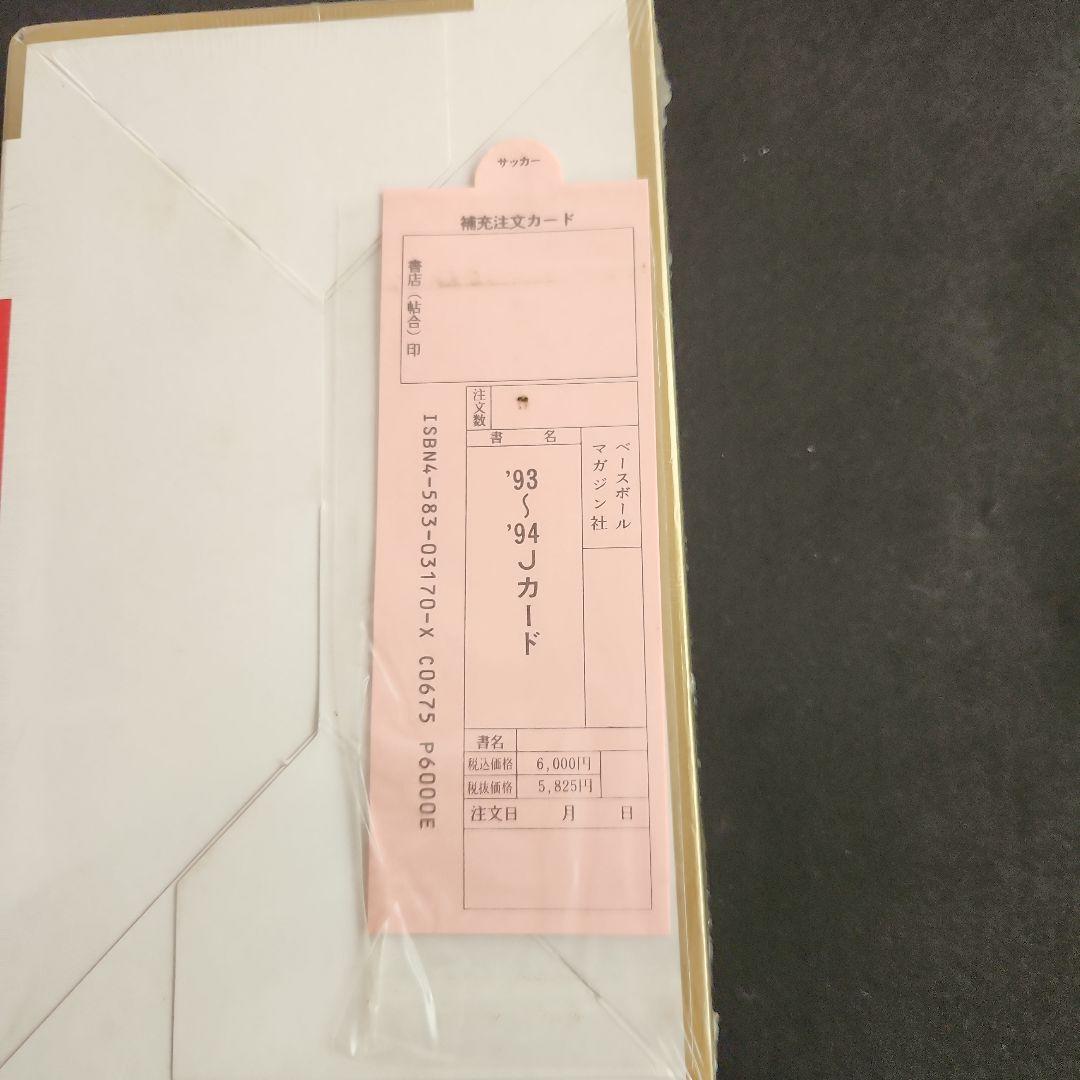 サッカー
補充注文カード
書店(帖合)印
注文数
書名
'93〜'94Jカード
ベースボール
マガジン社
ISBN4-583-03170-X C0675 P6000E
書名
税込価格 6,000円
税抜価格 5,825円
注文日 月 日